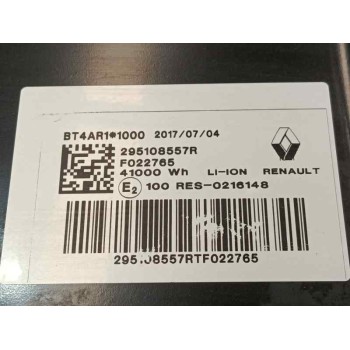 BT4AR1*1000 2017/07/04
295108557R
F022765
41000 Wh LI-ION RENAULT
E2 100 RES-0216148
295108557RTF022765